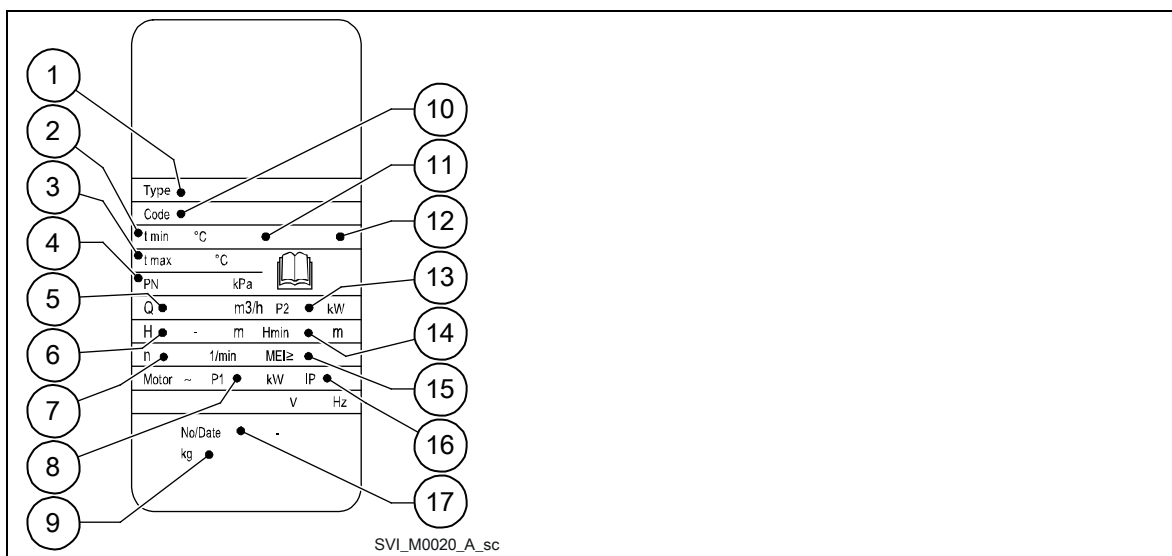 1
2
3
4
5
6
7
8
9
10
11
12
13
14
15
16
17
Type
Code
t min °C
t max °C
PN kPa
Q m3/h P2 kW
H - m Hmin m
n 1/min MEI≥
Motor ~ P1 kW IP
V Hz
No/Date -
kg
SVI_M0020_A_sc